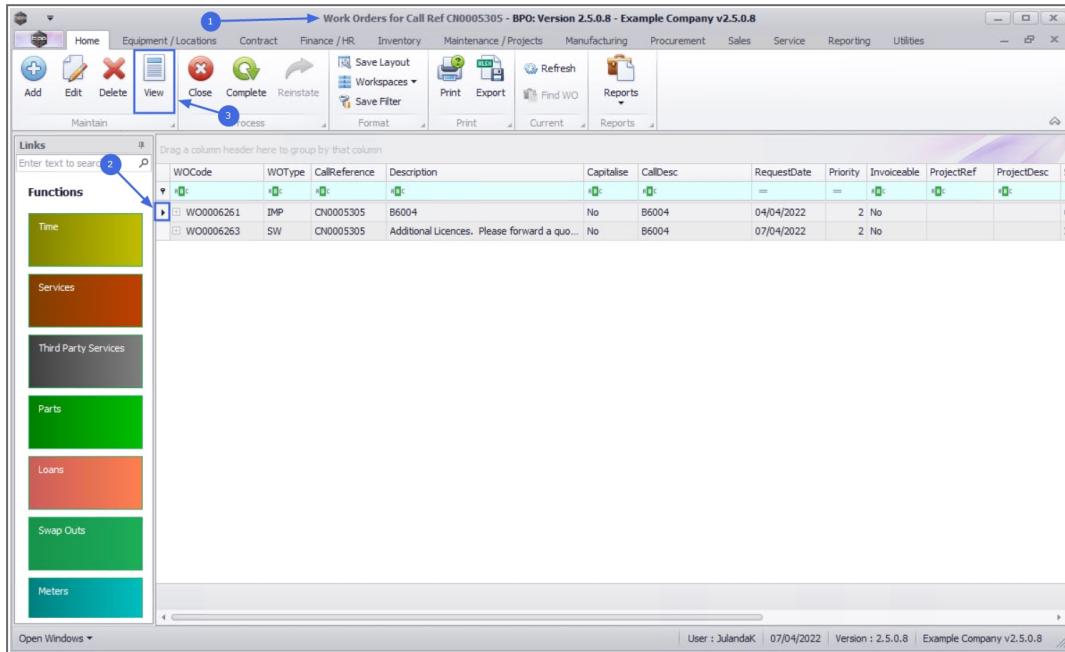 1
Work Orders for Call Ref CN0005305 - BPO: Version 2.5.0.8 - Example Company v2.5.0.8
Home Equipment / Locations Contract Finance / HR Inventory Maintenance / Projects Manufacturing Procurement Sales Service Reporting Utilities
Add Edit Delete View Close Complete Reinstate
Save Layout
Workspaces
Save Filter
Print Export
Refresh
Find WO
Reports
3
Maintain Process Format Print Current Reports
Links
Enter text to searc
2
Drag a column header here to group by that column
WOCode WOType CallReference Description Capitalise CallDesc RequestDate Priority Invoiceable ProjectRef ProjectDesc
Functions
WO0006261 IMP CN0005305 B6004 No B6004 04/04/2022 2 No
WO0006263 SW CN0005305 Additional Licences. Please forward a quo... No B6004 07/04/2022 2 No
Time
Services
Third Party Services
Parts
Loans
Swap Outs
Meters
Open Windows User : JulandaK 07/04/2022 Version : 2.5.0.8 Example Company v2.5.0.8